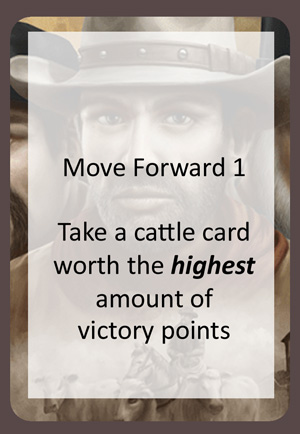 Move Forward 1
Take a cattle card
worth the highest
amount of
victory points